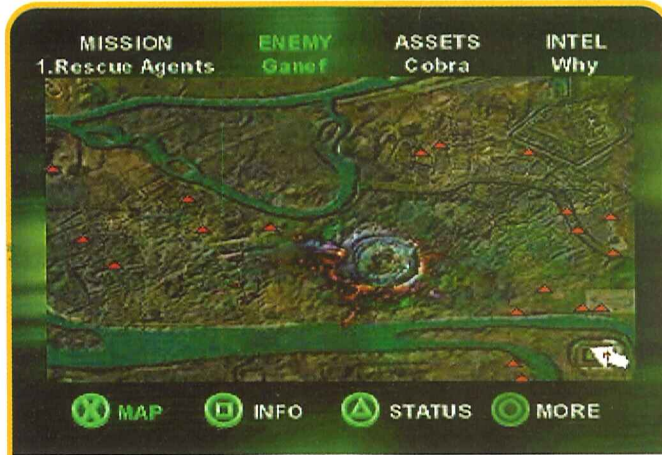 MISSION ENEMY ASSETS INTEL
1.Rescue Agents Ganef Cobra Why
MAP INFO STATUS MORE